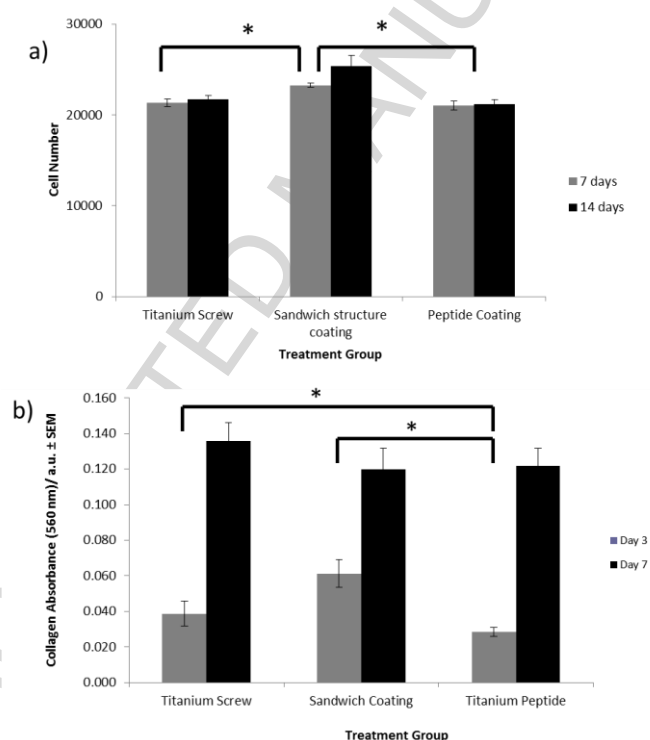 a)
30000
20000
10000
0
Cell Number
*
*
7 days
14 days
Titanium Screw
Sandwich structure
coating
Peptide Coating
Treatment Group
b)
0.160
0.140
0.120
0.100
0.080
0.060
0.040
0.020
0.000
Collagen Absorbance (560 nm)/ a.u. ± SEM
*
*
Day 3
Day 7
Titanium Screw
Sandwich Coating
Titanium Peptide
Treatment Group